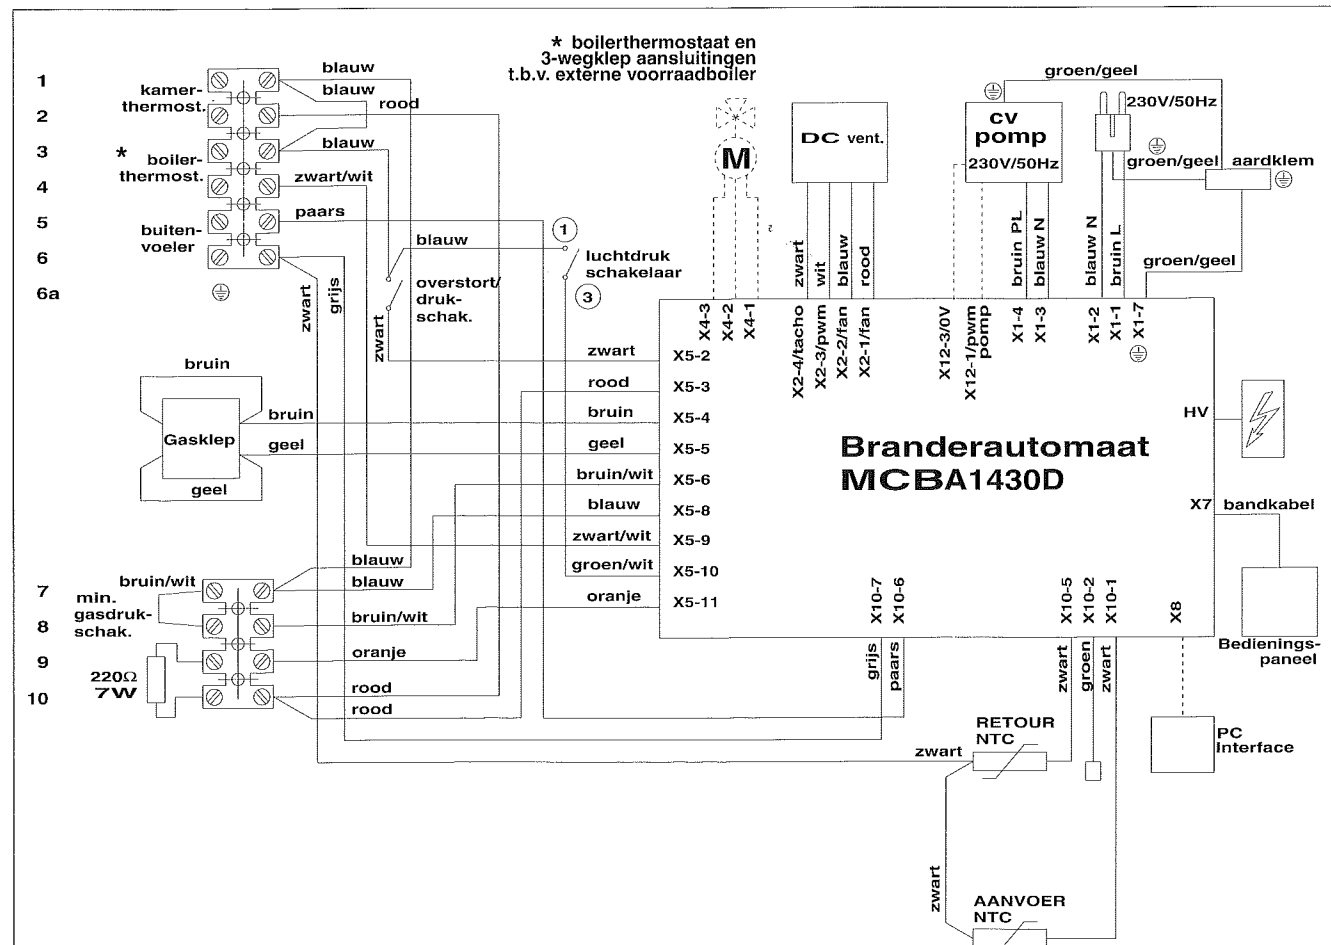 * boilerthermostaat en
3-wegklep aansluitingen
t.b.v. externe voorraadboiler
1
2
3
4
5
6
6a
kamer-
thermost.
* boiler-
thermost.
buiten-
voeler
blauw
blauw
rood
blauw
zwart/wit
paars
zwart
grijs
blauw
overstort/
druk-
schak.
zwart
1
luchtdruk
schakelaar
3
M
DC vent.
zwart
wit
blauw
rood
cv
pomp
230V/50Hz
bruin PL
blauw N
groen/geel
230V/50Hz
groen/geel
aardklem
blauw N
bruin L
groen/geel
X4-3
X4-2
X4-1
X2-4/tacho
X2-3/pwm
X2-2/fan
X2-1/fan
X12-3/0V
X12-1/pwm
pomp
X1-4
X1-3
X1-2
X1-1
X1-7
zwart X5-2
rood X5-3
bruin X5-4
geel X5-5
bruin/wit X5-6
blauw X5-8
zwart/wit X5-9
groen/wit X5-10
oranje X5-11
bruin
bruin
Gasklep
geel
geel
Branderautomaat
MCBA1430D
HV
X7 bandkabel
Bedienings-
paneel
X8
PC
Interface
7
8
9
10
bruin/wit
min.
gasdruk-
schak.
220Ω
7W
blauw
blauw
bruin/wit
oranje
rood
rood
X10-7
X10-6
X10-5
X10-2
X10-1
grijs
paars
zwart
groen
zwart
zwart
RETOUR
NTC
zwart
AANVOER
NTC